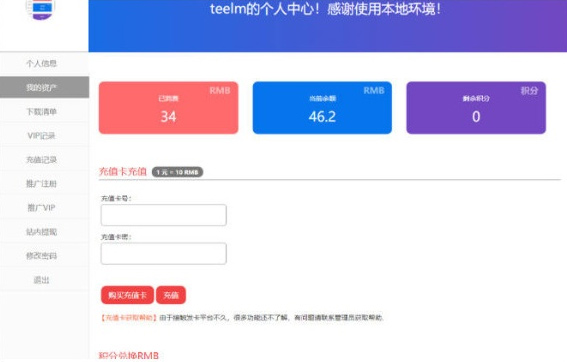 teelm的个人中心！感谢使用本地环境！
个人信息
我的资产
下载清单
VIP记录
充值记录
推广注册
推广VIP
站内提现
修改密码
退出
RMB
已消费
34
RMB
当前余额
46.2
积分
剩余积分
0
充值卡充值 1 元 = 10 RMB
充值卡号：
充值卡密：
购买充值卡 充值
【充值卡获取帮助】由于接触发卡平台不久，很多功能还不了解，有问题请联系管理员获取帮助.
积分兑换RMB